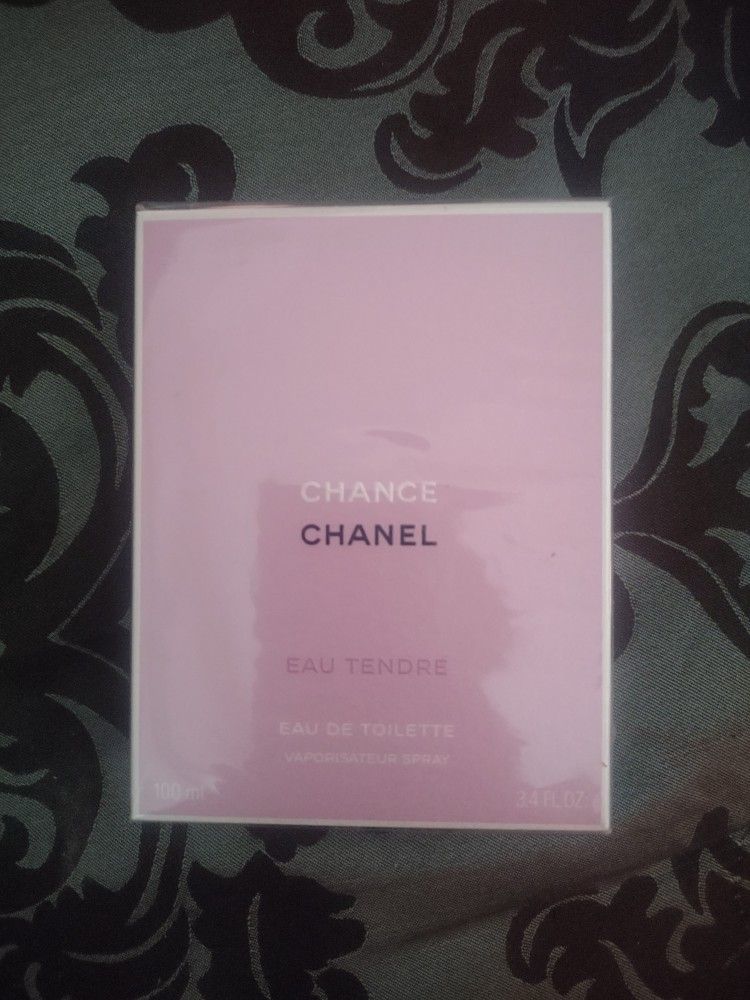 CHANCE
CHANEL
EAU TENDRE
EAU DE TOILETTE
VAPORISATEUR SPRAY
100 ml
3.4 FL.OZ.